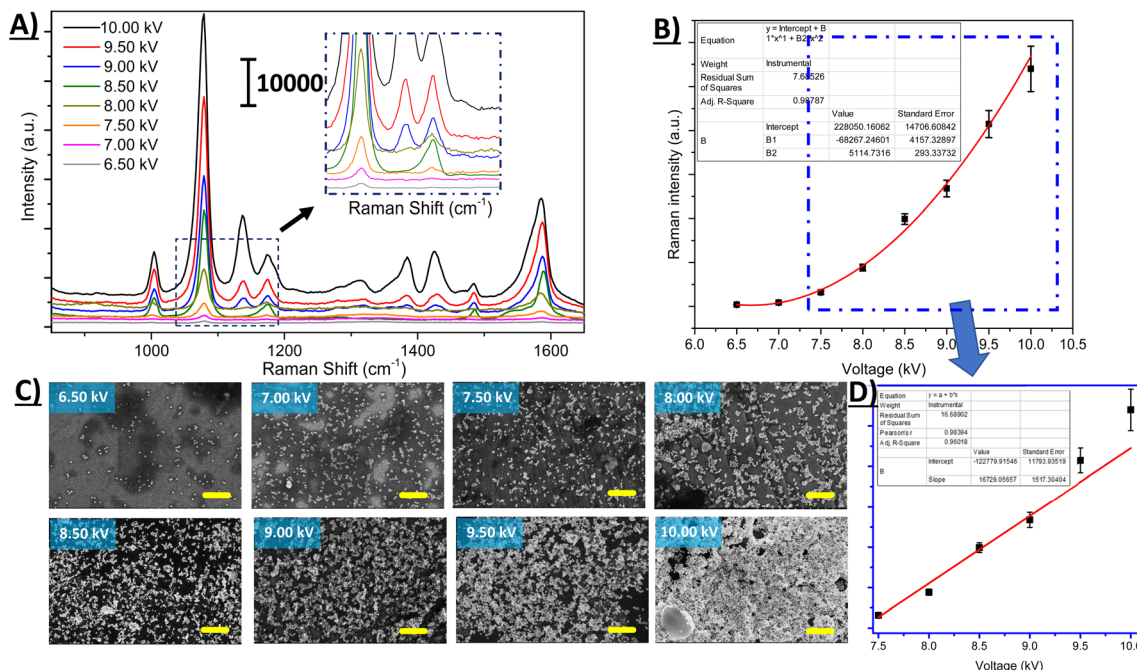 A)
10.00 kV
9.50 kV
9.00 kV
8.50 kV
8.00 kV
7.50 kV
7.00 kV
6.50 kV
10000
Raman Shift (cm⁻¹)
Intensity (a.u.)
1000 1200 1400 1600
Raman Shift (cm⁻¹)
B)
Equation y = Intercept + B
1*x^1 + B2*x^2
Weight Instrumental
Residual Sum of Squares
Adj. R-Square
Value Standard Error
B Intercept 228050.16062 14706.60842
B1 -68267.24601 4157.32897
B2 5114.7316 293.33732
Raman intensity (a.u.)
6.0 6.5 7.0 7.5 8.0 8.5 9.0 9.5 10.0 10.5
Voltage (kV)
C)
6.50 kV
7.00 kV
7.50 kV
8.00 kV
8.50 kV
9.00 kV
9.50 kV
10.00 kV
D)
Equation y = a + b*x
Weight Instrumental
Residual Sum of Squares 16.68902
Pearson's r 0.98394
Adj. R-Square 0.96018
Value Standard Error
B Intercept -122779.91546 11793.93519
Slope 16729.05657 1517.30404
7.5 8.0 8.5 9.0 9.5 10.0
Voltage (kV)